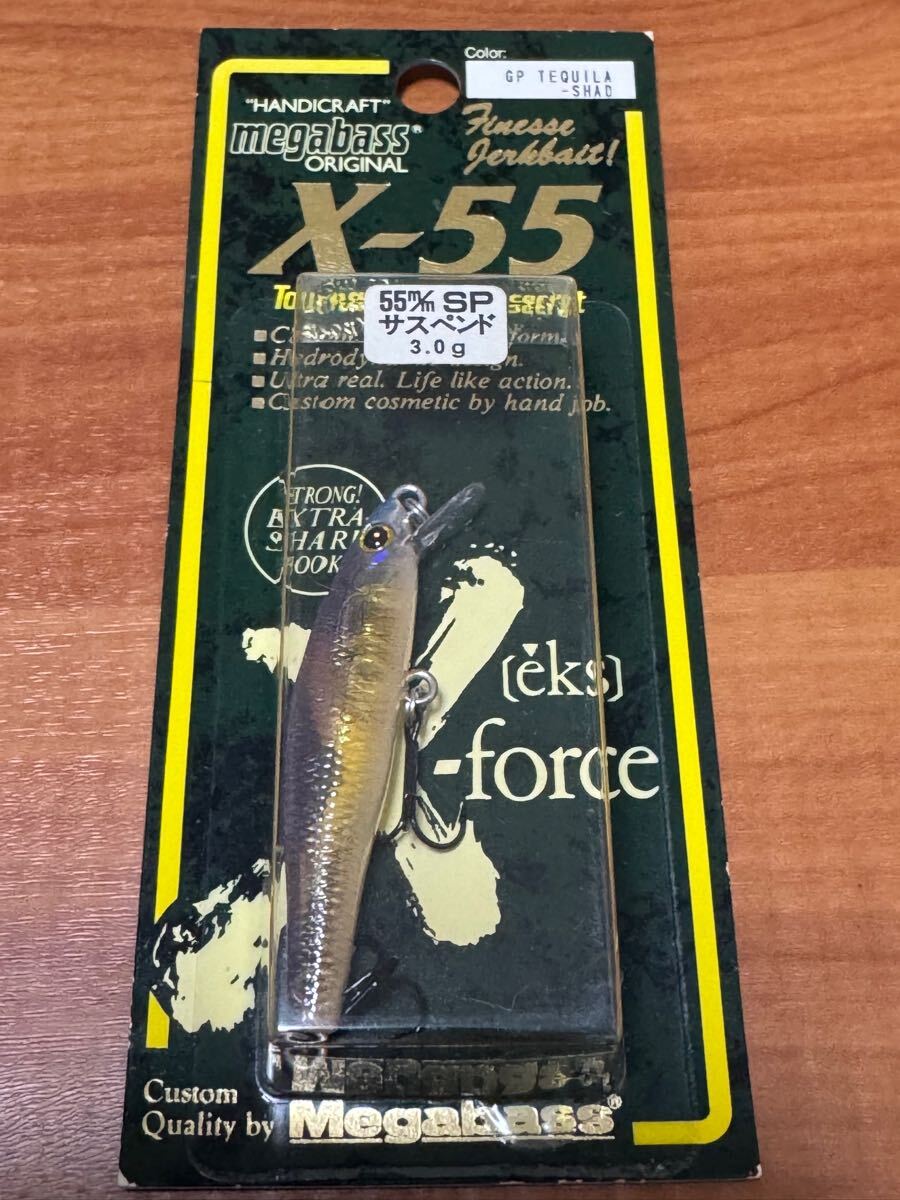 Color:
GP TEQUILA
-SHAD
"HANDICRAFT"
megabass®
ORIGINAL
Finesse
Jerkbait!
X-55
55m/m SP
サスペンド
3.0g
Ultra real. Life like action.
Custom cosmetic by hand job.
STRONG!
EXTRA
SHARP
HOOK
(éks)
-force
Custom
Quality by
Megabass®